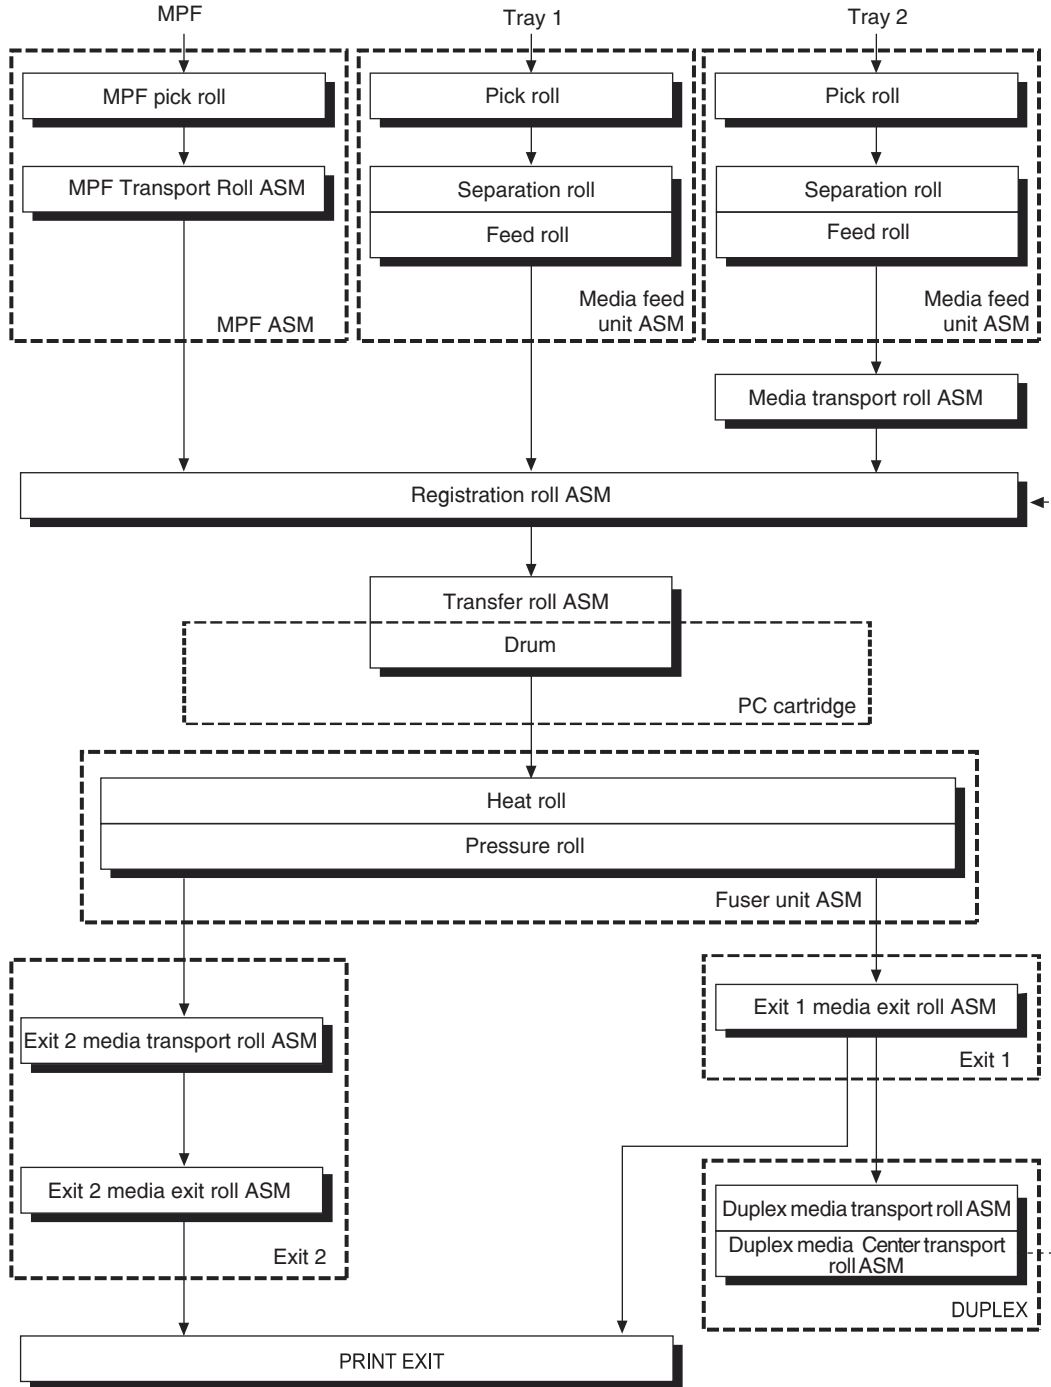 MPF
Tray 1
Tray 2
MPF pick roll
Pick roll
Pick roll
MPF Transport Roll ASM
Separation roll
Feed roll
Separation roll
Feed roll
MPF ASM
Media feed
unit ASM
Media feed
unit ASM
Media transport roll ASM
Registration roll ASM
Transfer roll ASM
Drum
PC cartridge
Heat roll
Pressure roll
Fuser unit ASM
Exit 2 media transport roll ASM
Exit 1 media exit roll ASM
Exit 1
Exit 2 media exit roll ASM
Exit 2
Duplex media transport roll ASM
Duplex media Center transport
roll ASM
DUPLEX
PRINT EXIT